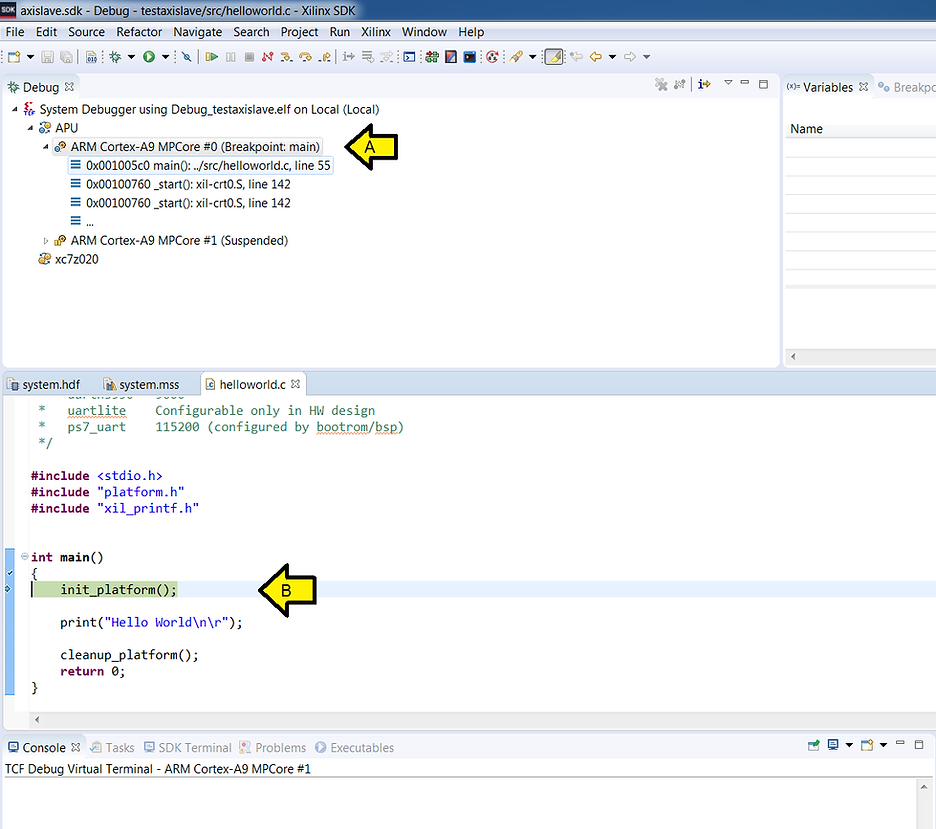 SDK axislave.sdk - Debug - testaxislave/src/helloworld.c - Xilinx SDK
File Edit Source Refactor Navigate Search Project Run Xilinx Window Help
Debug
System Debugger using Debug_testaxislave.elf on Local (Local)
APU
ARM Cortex-A9 MPCore #0 (Breakpoint: main)
A
0x001005c0 main(): ../src/helloworld.c, line 55
0x00100760 _start(): xil-crt0.S, line 142
0x00100760 _start(): xil-crt0.S, line 142
...
ARM Cortex-A9 MPCore #1 (Suspended)
xc7z020
(x)= Variables Breakpo
Name
system.hdf system.mss helloworld.c
* uartlite Configurable only in HW design
* ps7_uart 115200 (configured by bootrom/bsp)
*/
#include <stdio.h>
#include "platform.h"
#include "xil_printf.h"
int main()
{
init_platform();
B
print("Hello World\n\r");
cleanup_platform();
return 0;
}
Console Tasks SDK Terminal Problems Executables
TCF Debug Virtual Terminal - ARM Cortex-A9 MPCore #1